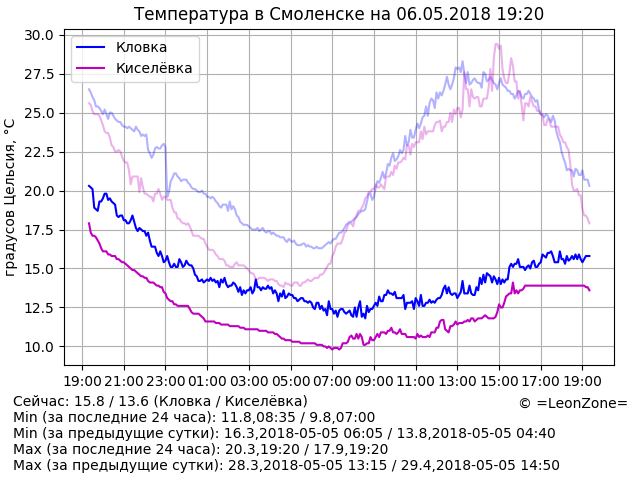 Температура в Смоленске на 06.05.2018 19:20
Кловка
Киселёвка
градусов Цельсия, °C
30.0
27.5
25.0
22.5
20.0
17.5
15.0
12.5
10.0
19:00 21:00 23:00 01:00 03:00 05:00 07:00 09:00 11:00 13:00 15:00 17:00 19:00
Сейчас: 15.8 / 13.6 (Кловка / Киселёвка)
© =LeonZone=
Min (за последние 24 часа): 11.8,08:35 / 9.8,07:00
Min (за предыдущие сутки): 16.3,2018-05-05 06:05 / 13.8,2018-05-05 04:40
Max (за последние 24 часа): 20.3,19:20 / 17.9,19:20
Max (за предыдущие сутки): 28.3,2018-05-05 13:15 / 29.4,2018-05-05 14:50